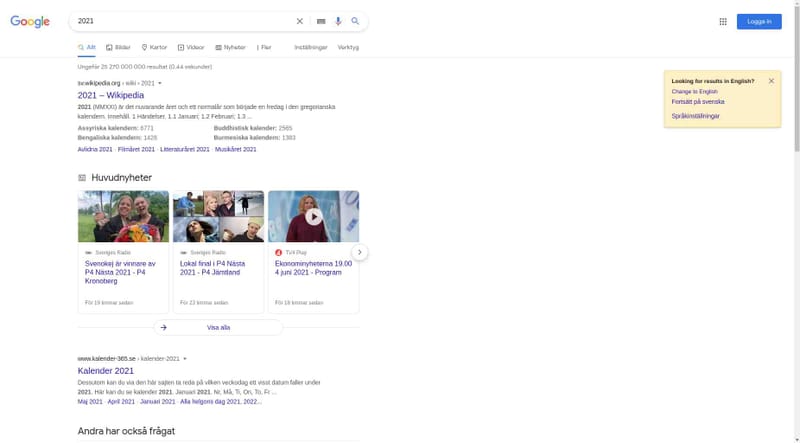 Google
2021
Logga in
Allt
Bilder
Kartor
Videor
Nyheter
Fler
Inställningar
Verktyg
Ungefär 25 270 000 000 resultat (0,44 sekunder)
sv.wikipedia.org › wiki › 2021
2021 – Wikipedia
2021 (MMXXI) är det nuvarande året och ett normalår som började en fredag i den gregorianska
kalendern. Innehåll. 1 Händelser. 1.1 Januari; 1.2 Februari; 1.3 ...
Assyriska kalendern: 6771
Buddhistisk kalender: 2565
Bengaliska kalendern: 1428
Burmesiska kalendern: 1383
Avlidna 2021 · Filmåret 2021 · Litteraturåret 2021 · Musikåret 2021
Looking for results in English?
Change to English
Fortsätt på svenska
Språkinställningar
Huvudnyheter
Sveriges Radio
Svenokej är vinnare av
P4 Nästa 2021 - P4
Kronoberg
För 19 timmar sedan
Sveriges Radio
Lokal final i P4 Nästa
2021 - P4 Jämtland
För 23 timmar sedan
TV4 Play
Ekonominyheterna 19.00
4 juni 2021 - Program
För 18 timmar sedan
Visa alla
www.kalender-365.se › kalender-2021
Kalender 2021
Dessutom kan du via den här sajten ta reda på vilken veckodag ett visst datum faller under
2021. Här kan du se kalender 2021. Januari 2021. Nr, Må, Ti, On, To, Fr ...
Maj 2021 · April 2021 · Januari 2021 · Alla helgons dag 2021, 2022...
Andra har också frågat